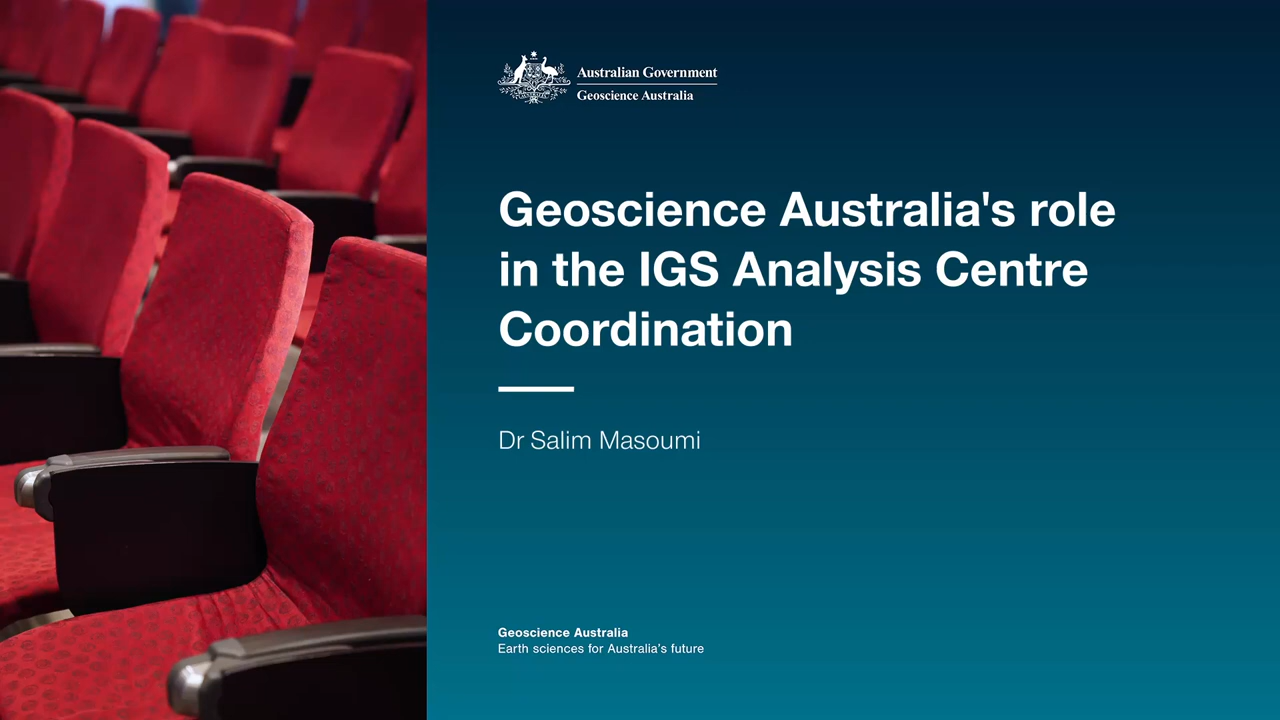 Australian Government
Geoscience Australia
Geoscience Australia's role
in the IGS Analysis Centre
Coordination
Dr Salim Masoumi
Geoscience Australia
Earth sciences for Australia’s future